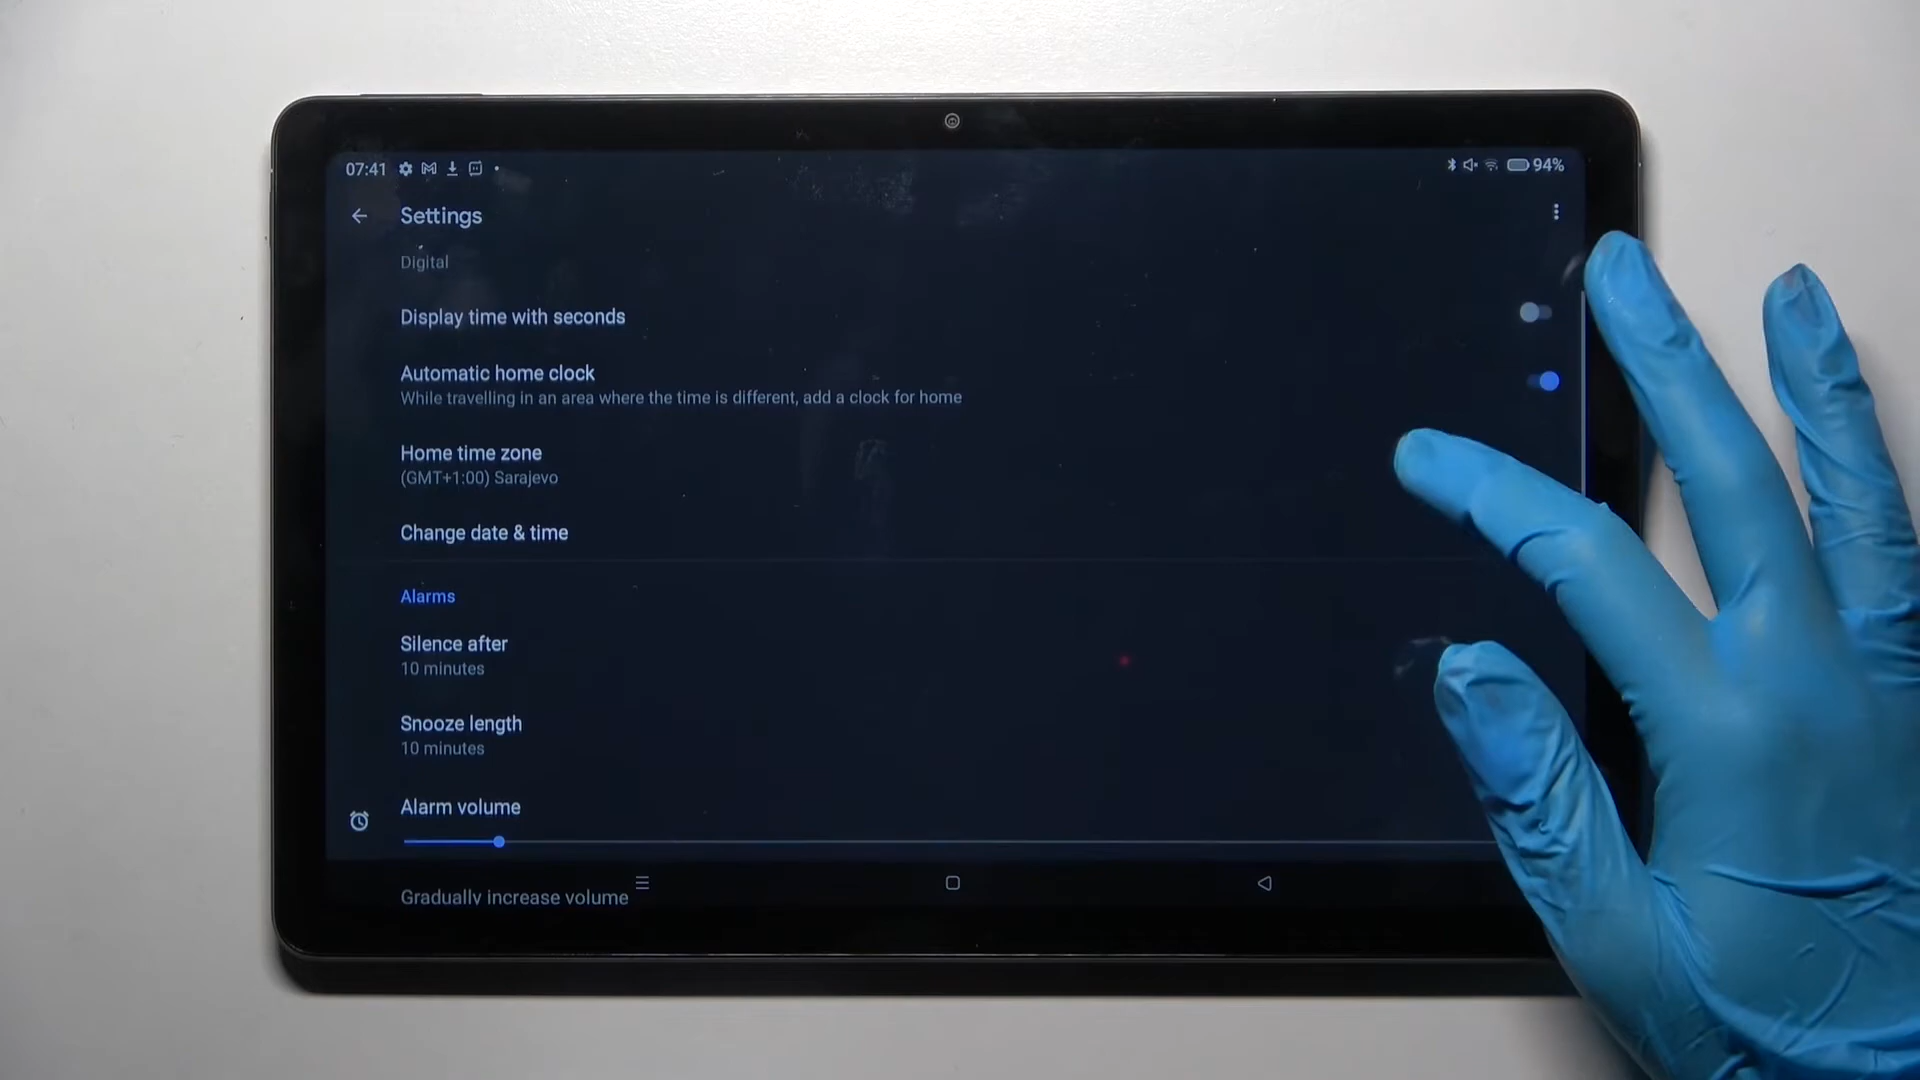 07:41
94%
Settings
Digital
Display time with seconds
Automatic home clock
While travelling in an area where the time is different, add a clock for home
Home time zone
(GMT+1:00) Sarajevo
Change date & time
Alarms
Silence after
10 minutes
Snooze length
10 minutes
Alarm volume
Gradually increase volume